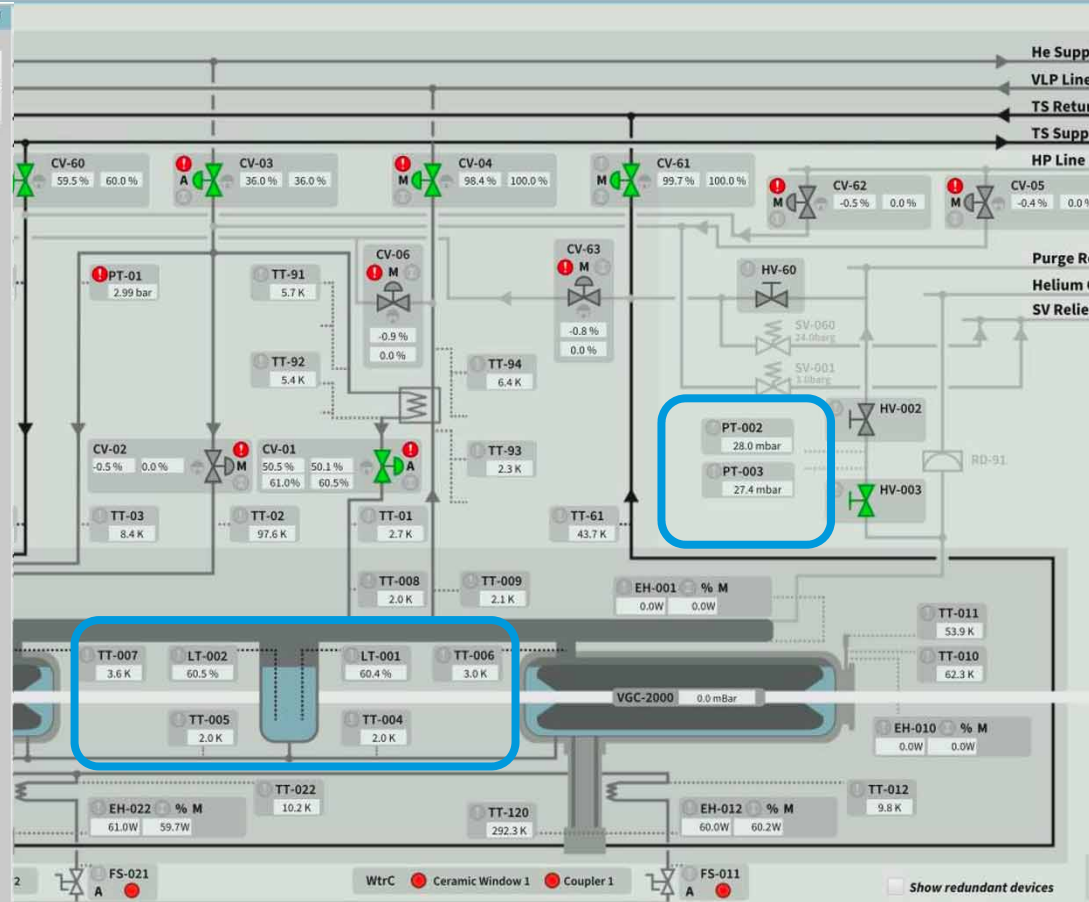 He Supp
VLP Line
TS Retu
TS Supp
HP Line
CV-60
59.5 % 60.0 %
CV-03
A
36.0 % 36.0 %
CV-04
M
98.4 % 100.0 %
CV-61
M
99.7 % 100.0 %
CV-62
M
-0.5 % 0.0 %
CV-05
M
-0.4 % 0.0 %
CV-06
M
-0.9 %
0.0 %
CV-63
M
-0.8 %
0.0 %
PT-01
2.99 bar
TT-91
5.7 K
HV-60
Purge R
Helium
SV Relie
SV-060
24.0barg
TT-92
5.4 K
TT-94
6.4 K
SV-001
1.0barg
PT-002
28.0 mbar
HV-002
CV-02
-0.5 % 0.0 %
M
CV-01
50.5 % 50.1 %
61.0% 60.5%
A
TT-93
2.3 K
PT-003
27.4 mbar
RD-91
HV-003
TT-03
8.4 K
TT-02
97.6 K
TT-01
2.7 K
TT-61
43.7 K
TT-008
2.0 K
TT-009
2.1 K
EH-001 % M
0.0W 0.0W
TT-011
53.9 K
TT-007
3.6 K
LT-002
60.5 %
LT-001
60.4 %
TT-006
3.0 K
TT-010
62.3 K
VGC-2000 0.0 mBar
TT-005
2.0 K
TT-004
2.0 K
EH-010 % M
0.0W 0.0W
TT-022
10.2 K
TT-012
9.8 K
EH-022 % M
61.0W 59.7W
TT-120
292.3 K
EH-012 % M
60.0W 60.2W
2
FS-021
A
WtrC Ceramic Window 1 Coupler 1
FS-011
A
Show redundant devices